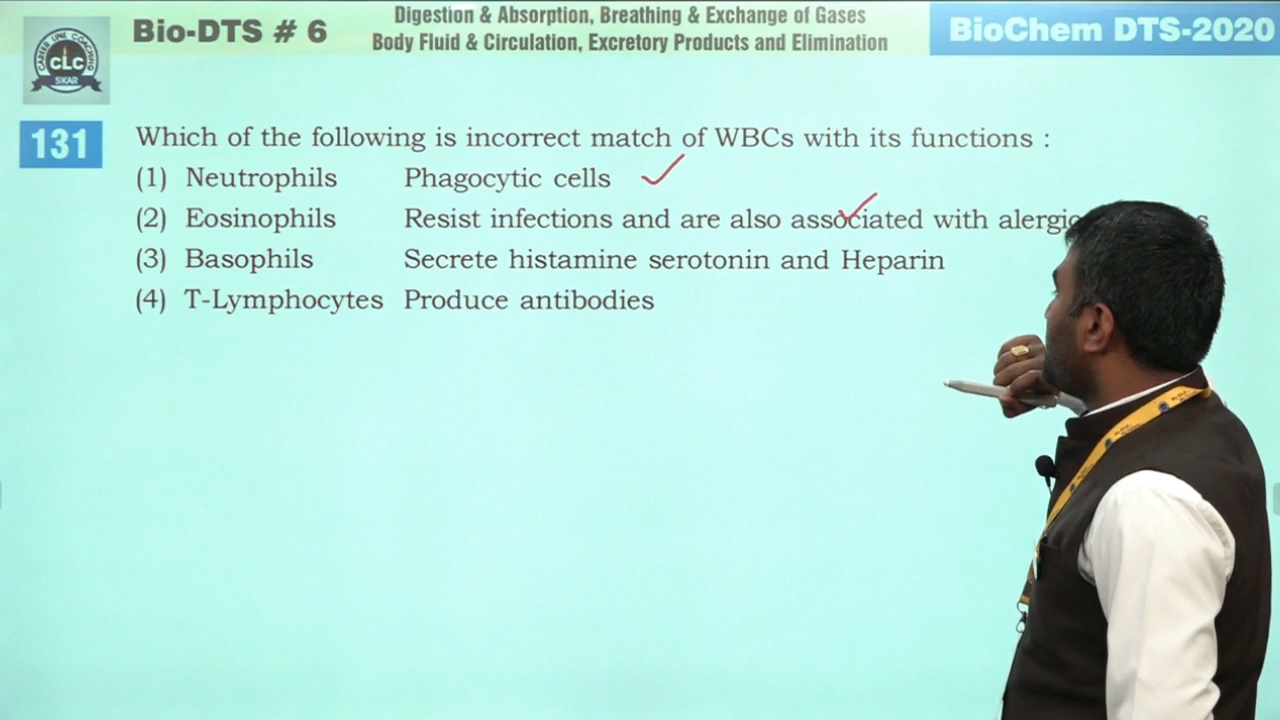 CAREER LINE COACHING
CLC
SIKAR
Bio-DTS # 6
Digestion & Absorption, Breathing & Exchange of Gases
Body Fluid & Circulation, Excretory Products and Elimination
BioChem DTS-2020
131
Which of the following is incorrect match of WBCs with its functions :
(1) Neutrophils Phagocytic cells
(2) Eosinophils Resist infections and are also associated with
(3) Basophils Secrete histamine serotonin and Heparin
(4) T-Lymphocytes Produce antibodies